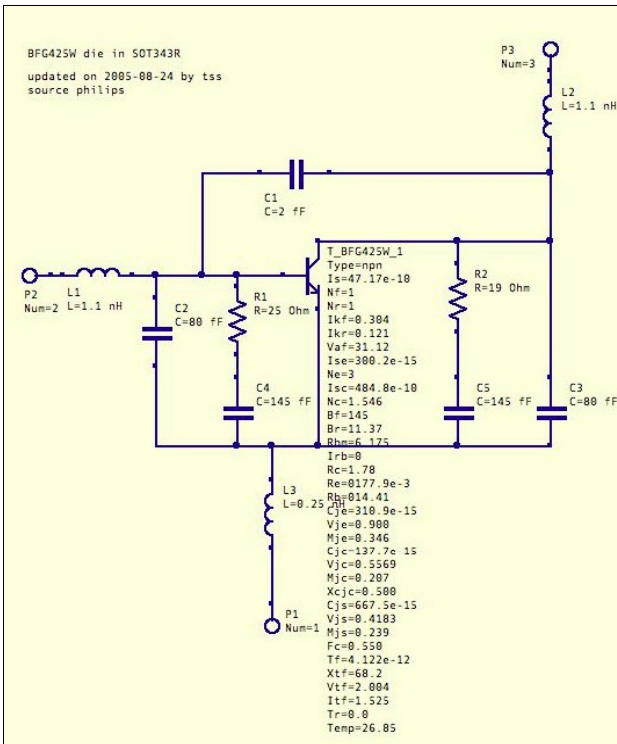 BFG425W die in SOT343R
updated on 2005-08-24 by tss
source philips
P3
Num=3
L2
L=1.1 nH
C1
C=2 fF
T_BFG425W_1
Type=npn
Is=47.17e-18
Nf=1
Nr=1
Ikf=0.304
Ikr=0.121
Vaf=31.12
Ise=300.2e-15
Ne=3
Isc=484.8e-18
Nc=1.546
Bf=145
Br=11.37
Rbm=6.175
Irb=0
Rc=1.78
Re=0177.9e-3
Rb=014.41
Cje=310.9e-15
Vje=0.900
Mje=0.346
Cjc=137.7e-15
Vjc=0.5569
Mjc=0.207
Xcjc=0.500
Cjs=667.5e-15
Vjs=0.4183
Mjs=0.239
Fc=0.550
Tf=4.122e-12
Xtf=68.2
Vtf=2.004
Itf=1.525
Tr=0.0
Temp=26.85
P2
Num=2
L1
L=1.1 nH
C2
C=80 fF
R1
R=25 Ohm
C4
C=145 fF
R2
R=19 Ohm
C5
C=145 fF
C3
C=80 fF
L3
L=0.25 nH
P1
Num=1